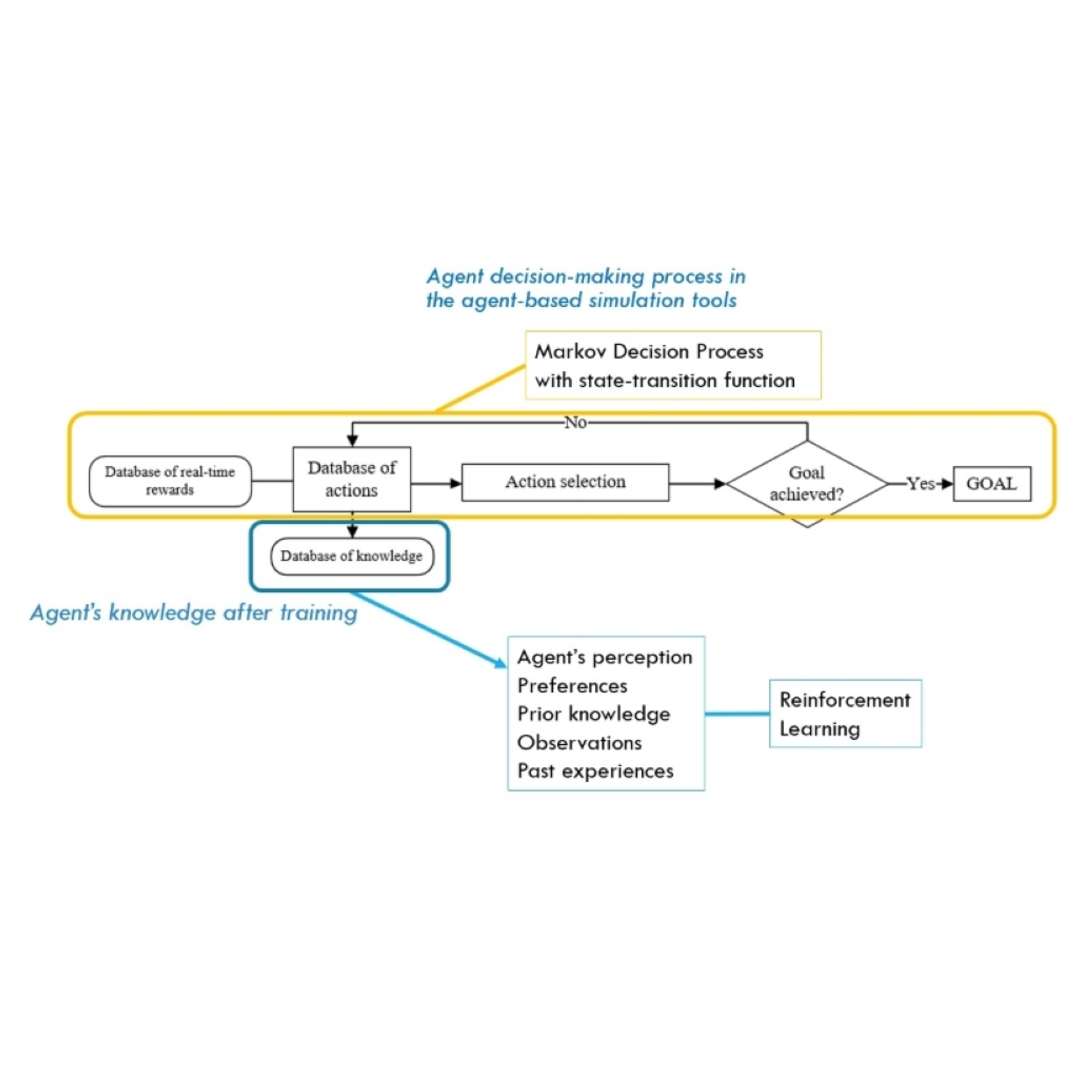 Agent decision-making process in
the agent-based simulation tools
Markov Decision Process
with state-transition function
No
Database of real-time
rewards
Database of
actions
Action selection
Goal
achieved?
Yes
GOAL
Database of knowledge
Agent's knowledge after training
Agent's perception
Preferences
Prior knowledge
Observations
Past experiences
Reinforcement
Learning